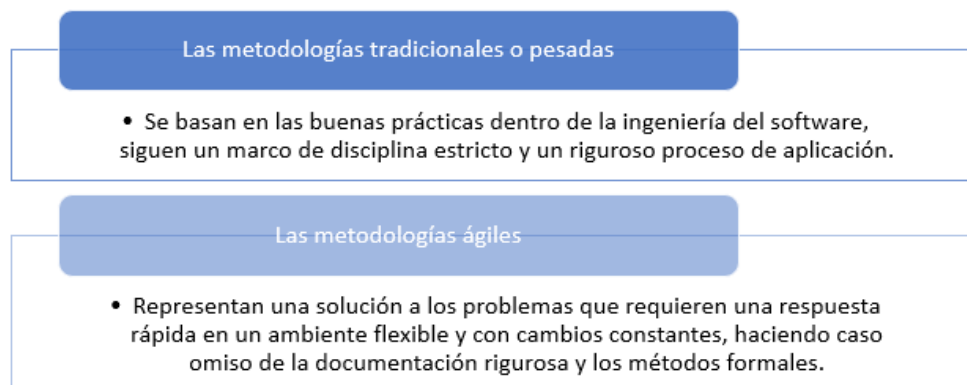 Las metodologías tradicionales o pesadas
• Se basan en las buenas prácticas dentro de la ingeniería del software,
siguen un marco de disciplina estricto y un riguroso proceso de aplicación.
Las metodologías ágiles
• Representan una solución a los problemas que requieren una respuesta
rápida en un ambiente flexible y con cambios constantes, haciendo caso
omiso de la documentación rigurosa y los métodos formales.